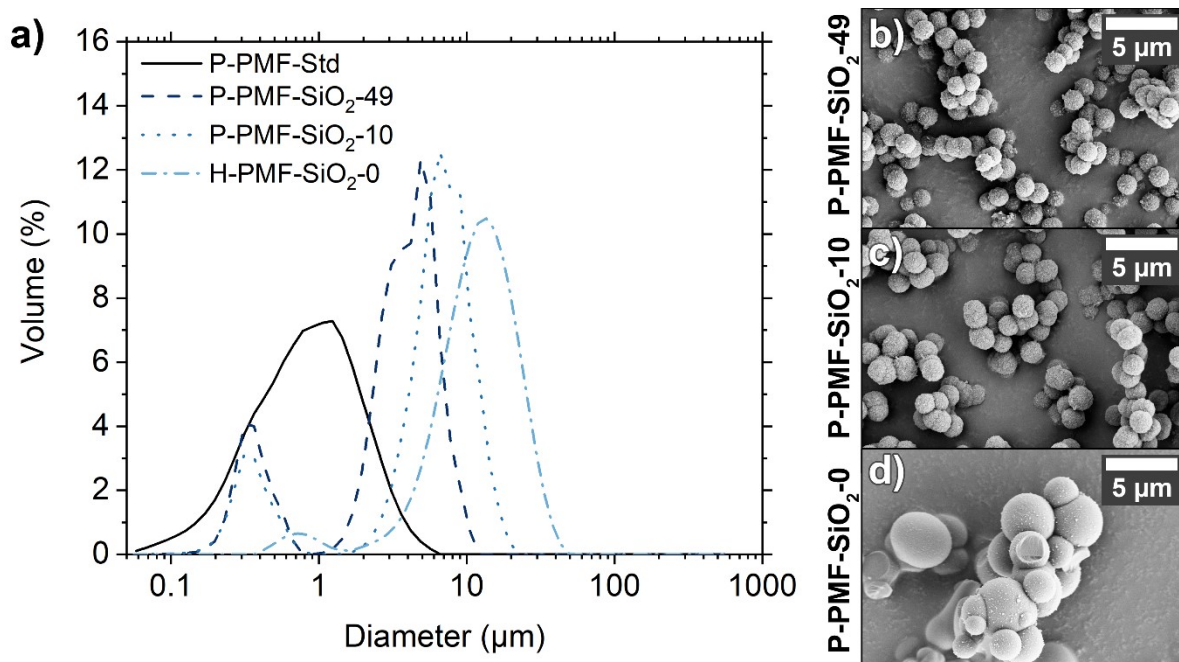 a)
16
14
12
10
8
6
4
2
0
Volume (%)
P-PMF-Std
P-PMF-SiO₂-49
P-PMF-SiO₂-10
H-PMF-SiO₂-0
0.1 1 10 100 1000
Diameter (µm)
P-PMF-SiO₂-49
b)
5 µm
P-PMF-SiO₂-10
c)
5 µm
P-PMF-SiO₂-0
d)
5 µm